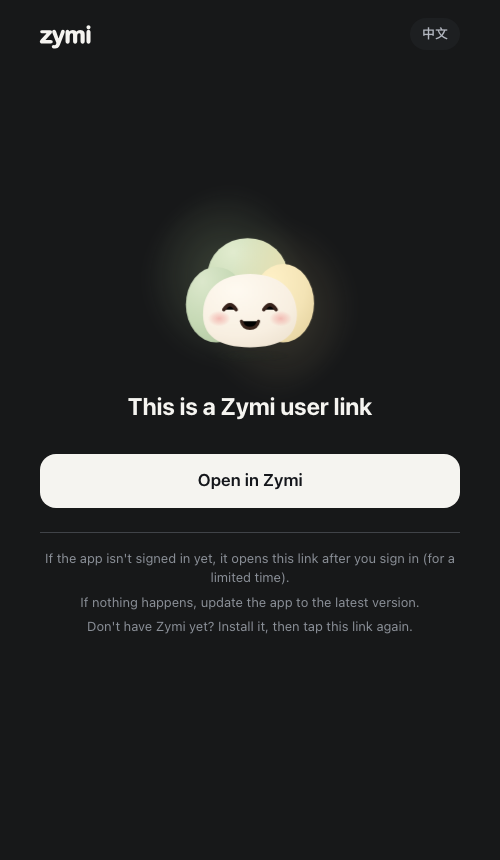 zymi
中文
This is a Zymi user link
Open in Zymi
If the app isn't signed in yet, it opens this link after you sign in (for a
limited time).
If nothing happens, update the app to the latest version.
Don't have Zymi yet? Install it, then tap this link again.